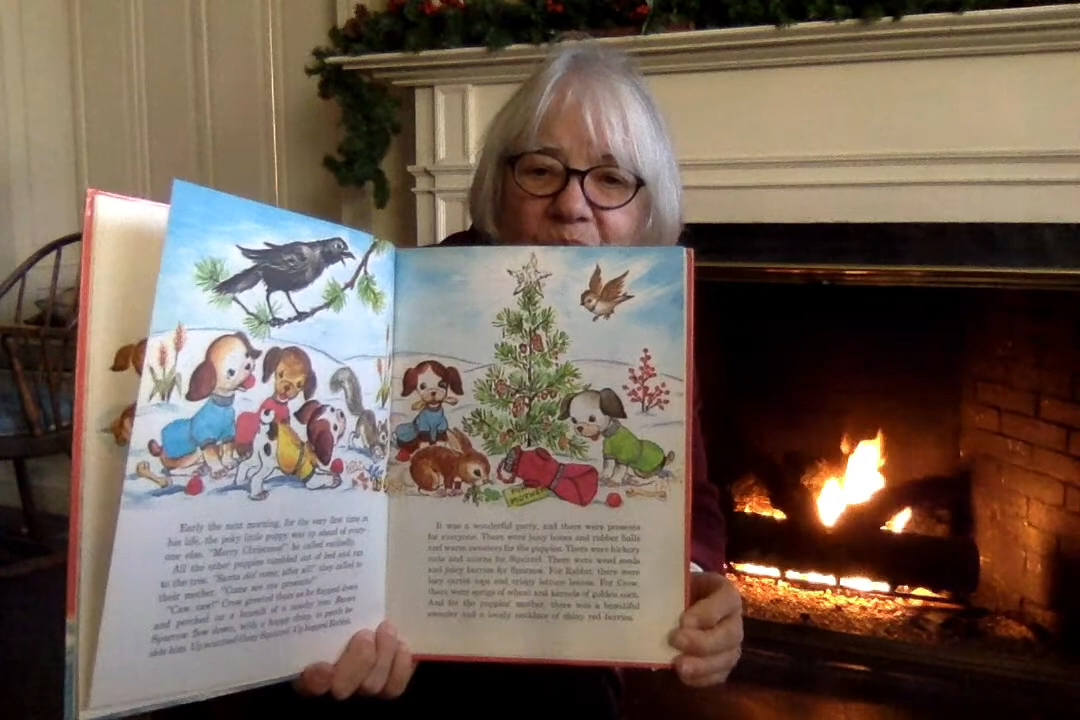 Early the next morning, for the very first time in
his life, the poky little puppy was up ahead of every-
one else. "Merry Christmas!" he called excitedly.
All the other puppies tumbled out of bed and ran
to the tree. "Santa did come, after all!" they called to
their mother. "Come see our presents!"
"Caw, caw!" Crow greeted them as he flapped down
and perched on a branch of a nearby tree. Brown
Sparrow flew down, with a happy chirp, to perch be-
side him. Up scurried Gray Squirrel. Up hopped Rabbit.
FOR
MOTHER
It was a wonderful party, and there were presents
for everyone. There were juicy bones and rubber balls
and warm sweaters for the puppies. There were hickory
nuts and acorns for Squirrel. There were weed seeds
and juicy berries for Sparrow. For Rabbit, there were
lacy carrot tops and crispy lettuce leaves. For Crow,
there were sprigs of wheat and kernels of golden corn.
And for the puppies' mother, there was a beautiful
sweater and a lovely necklace of shiny red berries.